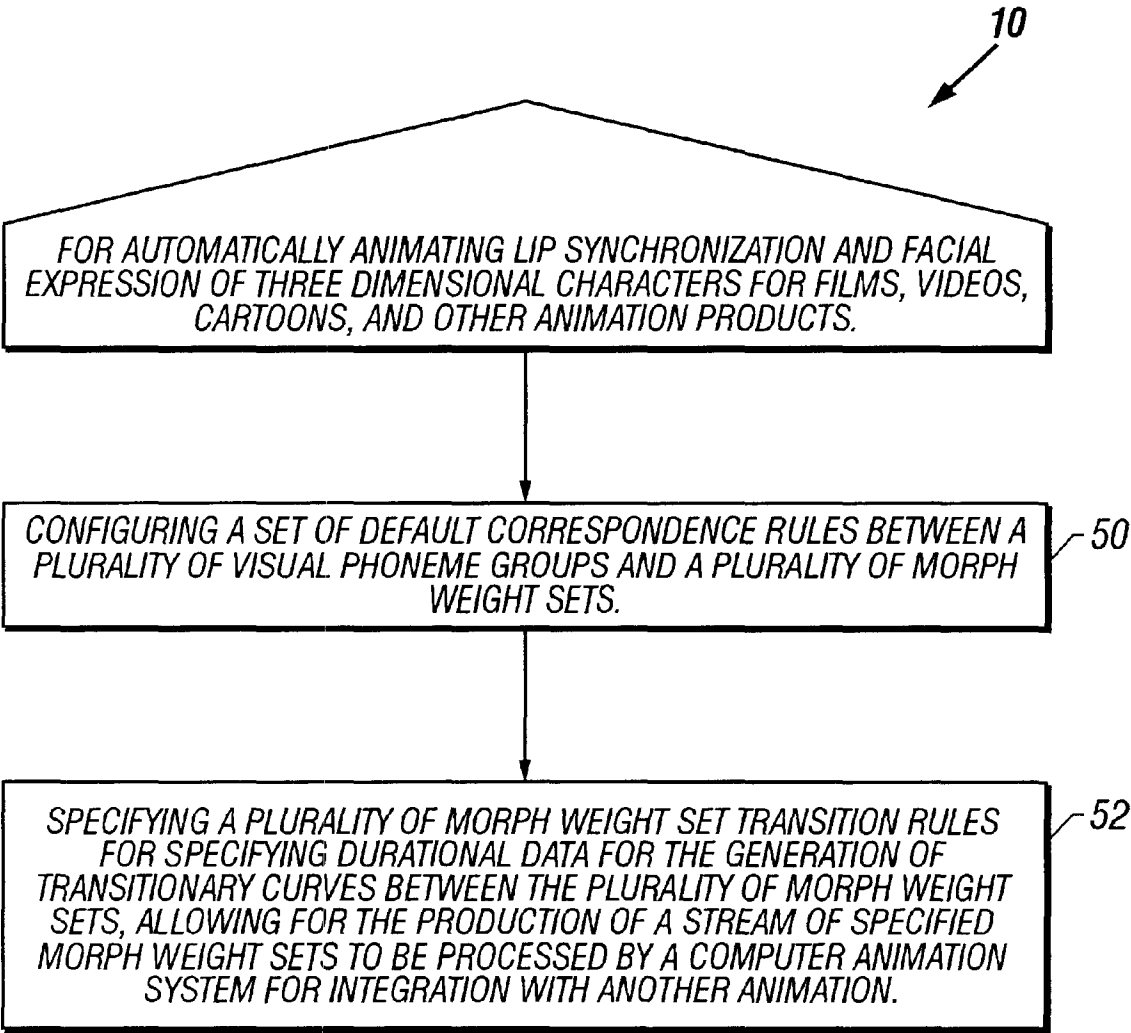 10
FOR AUTOMATICALLY ANIMATING LIP SYNCHRONIZATION AND FACIAL
EXPRESSION OF THREE DIMENSIONAL CHARACTERS FOR FILMS, VIDEOS,
CARTOONS, AND OTHER ANIMATION PRODUCTS.
CONFIGURING A SET OF DEFAULT CORRESPONDENCE RULES BETWEEN A
PLURALITY OF VISUAL PHONEME GROUPS AND A PLURALITY OF MORPH
WEIGHT SETS.
50
SPECIFYING A PLURALITY OF MORPH WEIGHT SET TRANSITION RULES
FOR SPECIFYING DURATIONAL DATA FOR THE GENERATION OF
TRANSITIONARY CURVES BETWEEN THE PLURALITY OF MORPH WEIGHT
SETS, ALLOWING FOR THE PRODUCTION OF A STREAM OF SPECIFIED
MORPH WEIGHT SETS TO BE PROCESSED BY A COMPUTER ANIMATION
SYSTEM FOR INTEGRATION WITH ANOTHER ANIMATION.
52